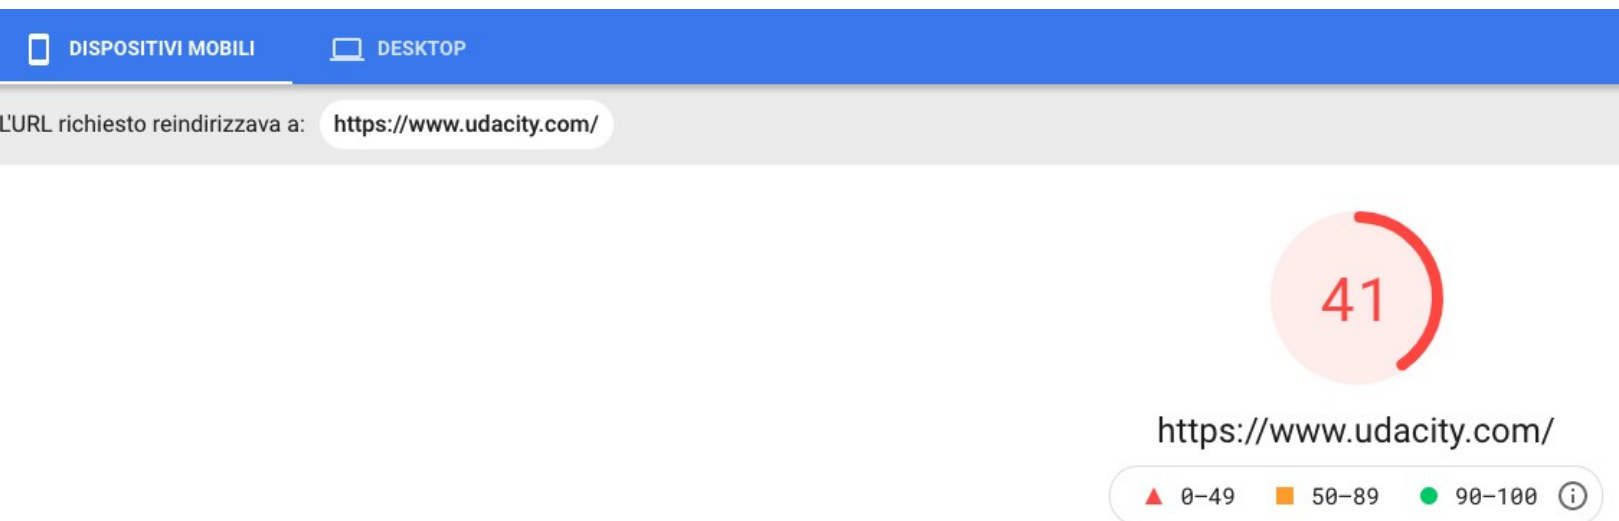 DISPOSITIVI MOBILI DESKTOP
L'URL richiesto reindirizzava a: https://www.udacity.com/
41
https://www.udacity.com/
0–49 50–89 90–100